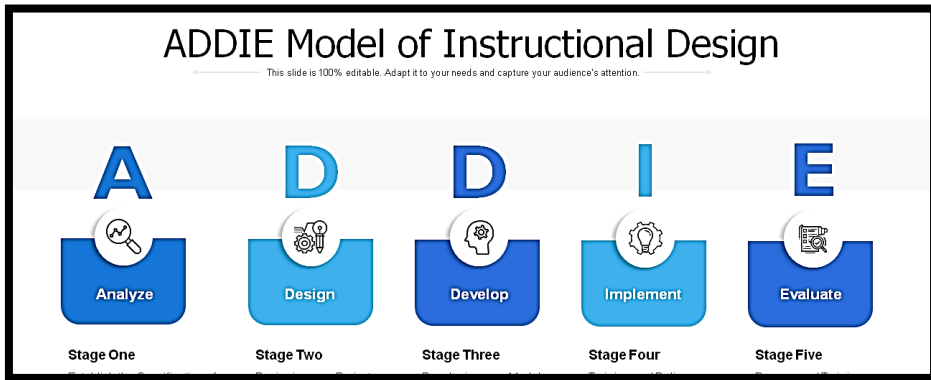 ADDIE Model of Instructional Design
This slide is 100% editable. Adapt it to your needs and capture your audience's attention.
A D D I E
Analyze Design Develop Implement Evaluate
Stage One Stage Two Stage Three Stage Four Stage Five